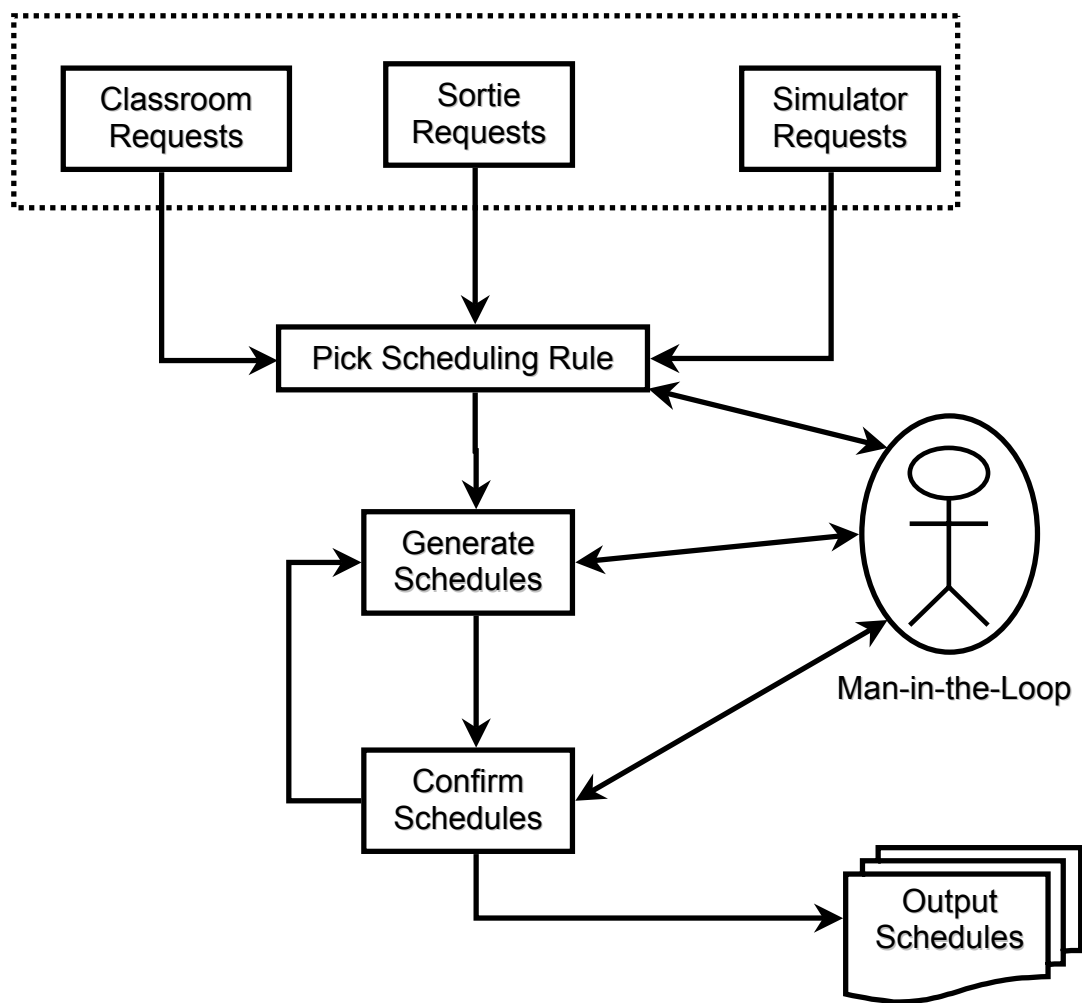 Classroom
Requests
Sortie
Requests
Simulator
Requests
Pick Scheduling Rule
Generate
Schedules
Man-in-the-Loop
Confirm
Schedules
Output
Schedules